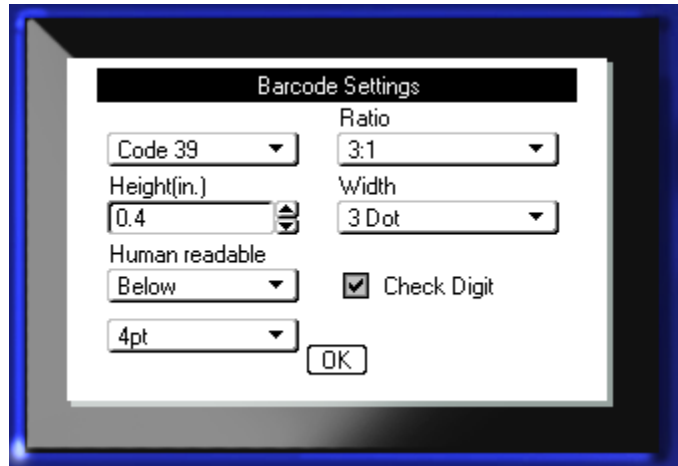 Barcode Settings
Ratio
Code 39
3:1
Height(in.)
Width
0.4
3 Dot
Human readable
Below
Check Digit
4pt
OK